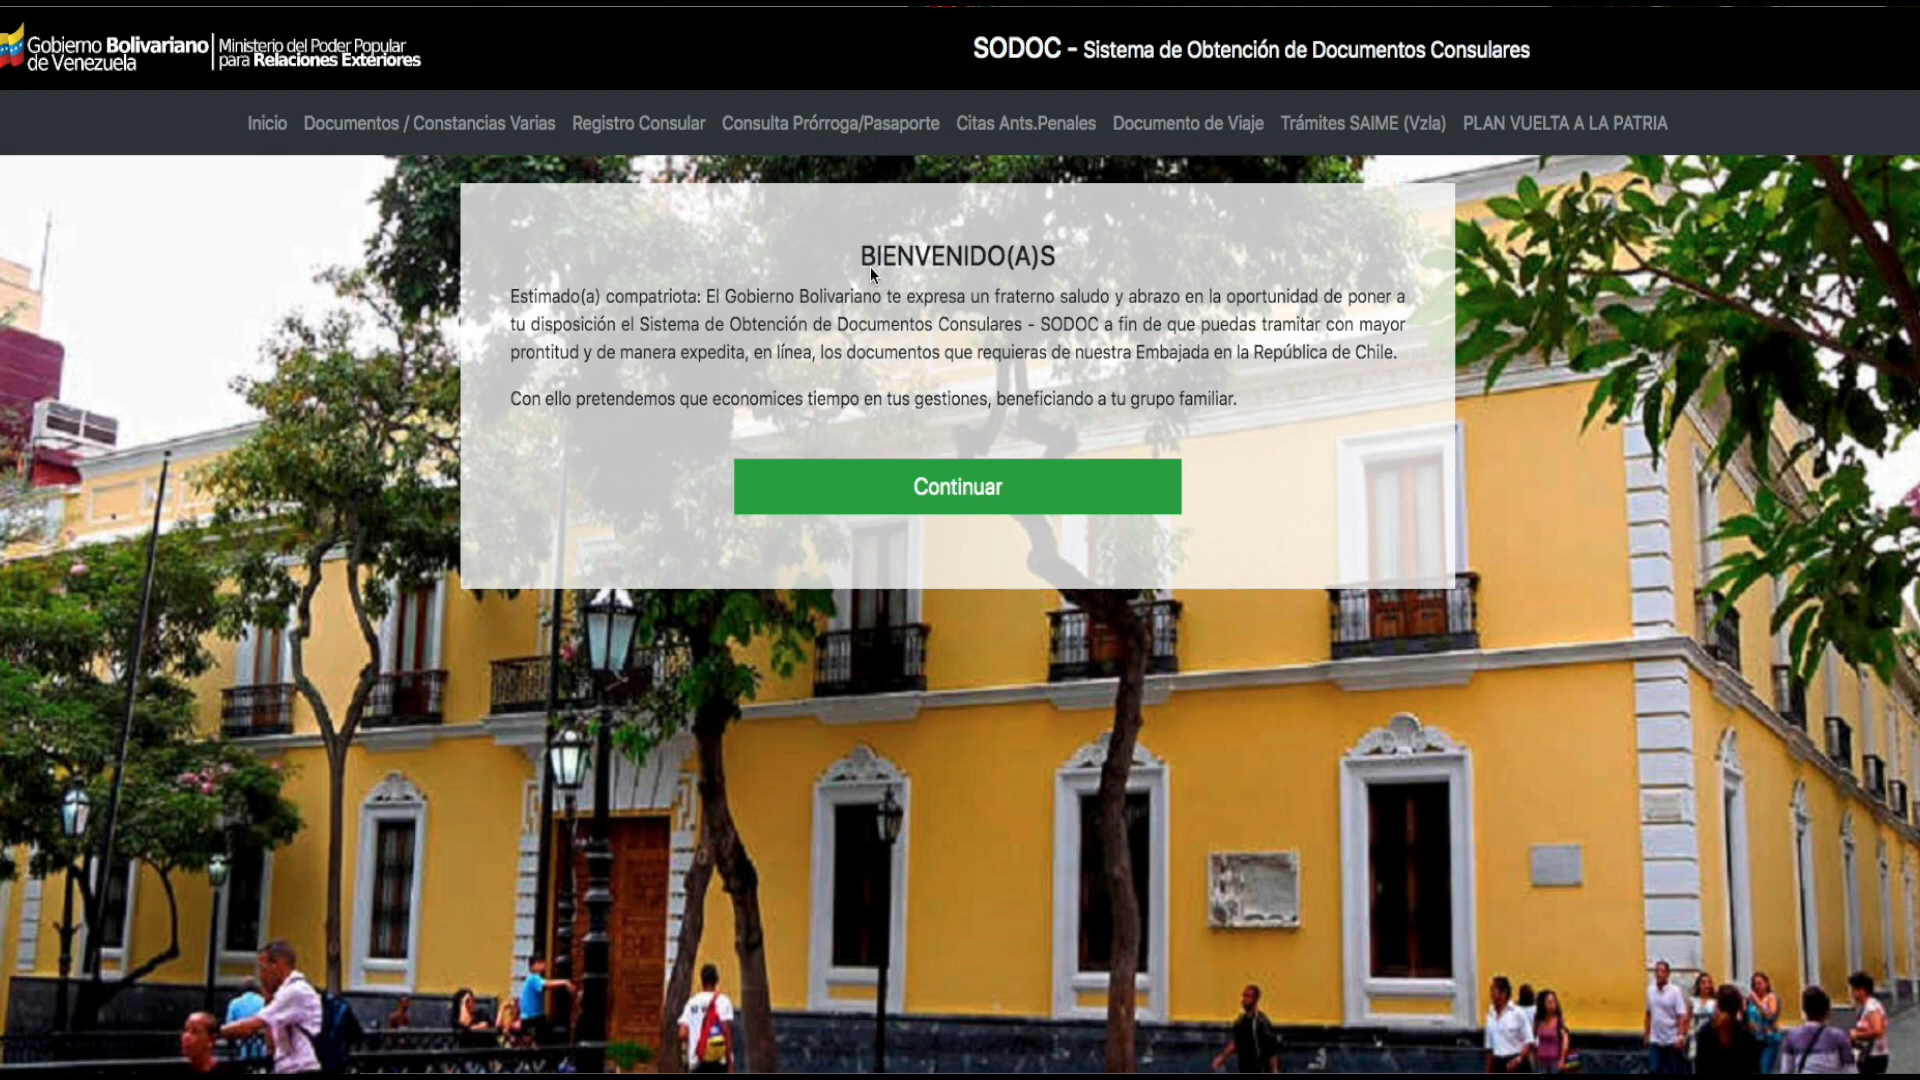 Gobierno Bolivariano
de Venezuela
Ministerio del Poder Popular
para Relaciones Exteriores
SODOC - Sistema de Obtención de Documentos Consulares
Inicio Documentos / Constancias Varias Registro Consular Consulta Prórroga/Pasaporte Citas Ants.Penales Documento de Viaje Trámites SAIME (Vzla) PLAN VUELTA A LA PATRIA
BIENVENIDO(A)S
Estimado(a) compatriota: El Gobierno Bolivariano te expresa un fraterno saludo y abrazo en la oportunidad de poner a
tu disposición el Sistema de Obtención de Documentos Consulares - SODOC a fin de que puedas tramitar con mayor
prontitud y de manera expedita, en línea, los documentos que requieras de nuestra Embajada en la República de Chile.
Con ello pretendemos que economices tiempo en tus gestiones, beneficiando a tu grupo familiar.
Continuar